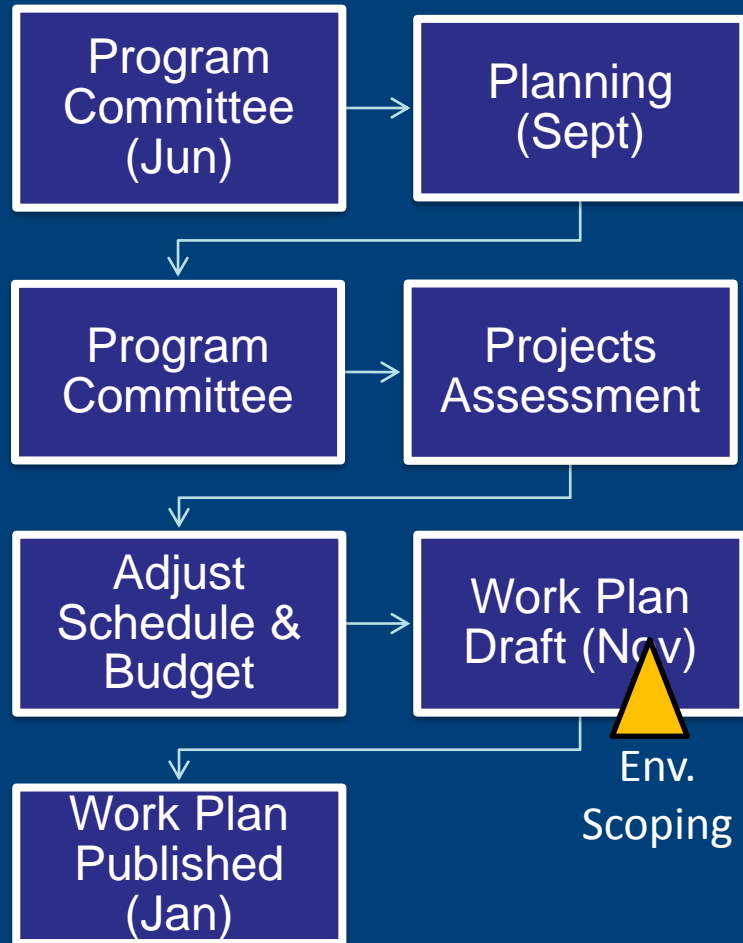 Program
Committee
(Jun)
Planning
(Sept)
Program
Committee
Projects
Assessment
Adjust
Schedule &
Budget
Work Plan
Draft (Nov)
Env.
Scoping
Work Plan
Published
(Jan)